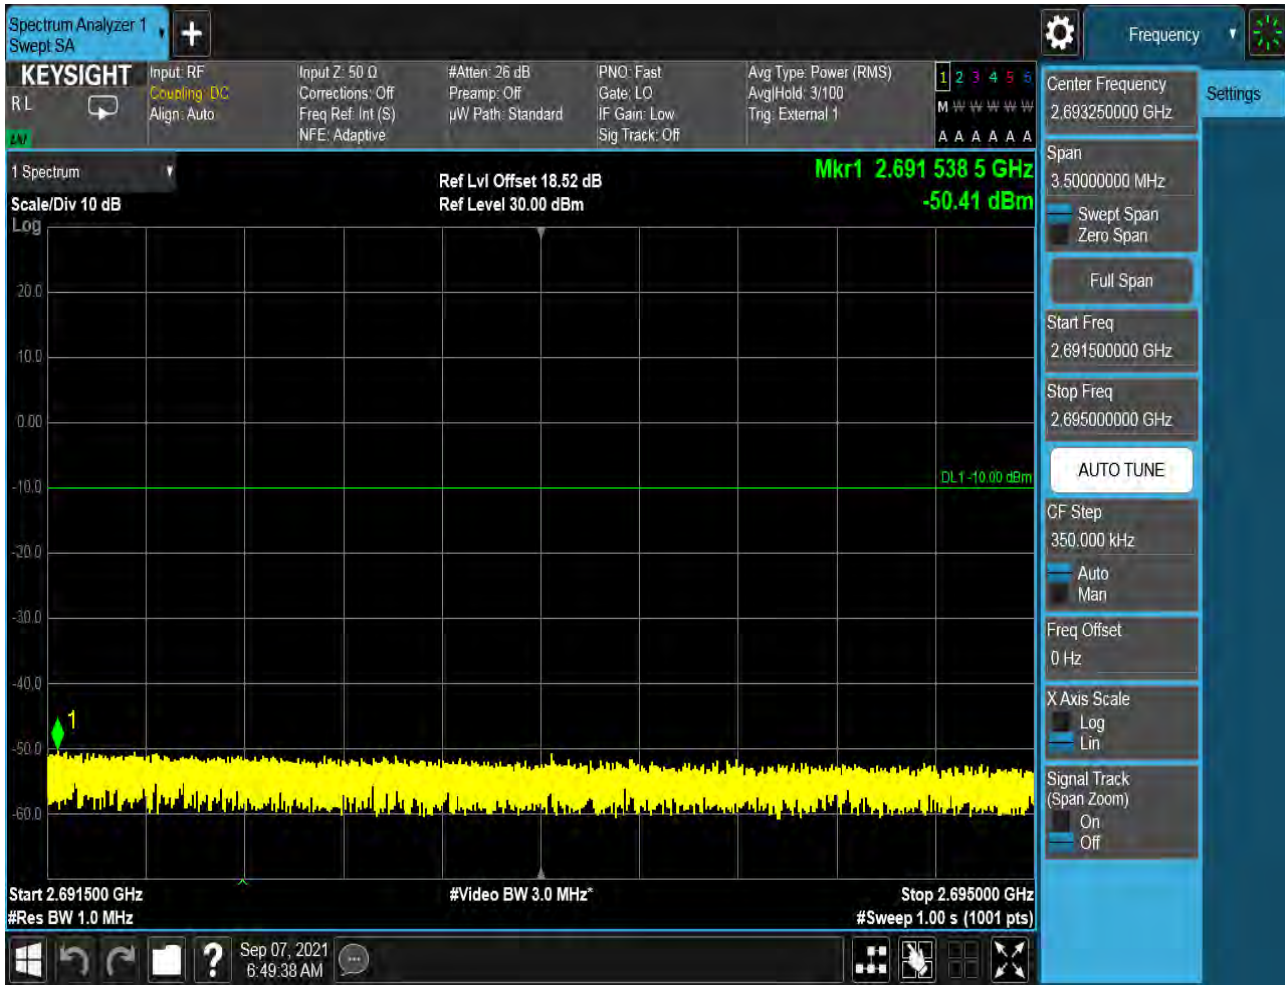 Spectrum Analyzer 1
Swept SA
Frequency
KEYSIGHT
R L
Input: RF
Coupling: DC
Align: Auto
Input Z: 50 Ω
Corrections: Off
Freq Ref: Int (S)
NFE: Adaptive
#Atten: 26 dB
Preamp: Off
µW Path: Standard
PNO: Fast
Gate: LO
IF Gain: Low
Sig Track: Off
Avg Type: Power (RMS)
Avg|Hold: 3/100
Trig: External 1
1 2 3 4 5 6
M W W W W W
A A A A A A
1 Spectrum
Scale/Div 10 dB
Log
Ref Lvl Offset 18.52 dB
Ref Level 30.00 dBm
Mkr1 2.691 538 5 GHz
-50.41 dBm
20.0
10.0
0.00
-10.0
-20.0
-30.0
-40.0
-50.0
-60.0
DL1 -10.00 dBm
1
Start 2.691500 GHz
#Res BW 1.0 MHz
#Video BW 3.0 MHz*
Stop 2.695000 GHz
#Sweep 1.00 s (1001 pts)
Sep 07, 2021
6:49:38 AM
Center Frequency
2.693250000 GHz
Settings
Span
3.50000000 MHz
Swept Span
Zero Span
Full Span
Start Freq
2.691500000 GHz
Stop Freq
2.695000000 GHz
AUTO TUNE
CF Step
350.000 kHz
Auto
Man
Freq Offset
0 Hz
X Axis Scale
Log
Lin
Signal Track
(Span Zoom)
On
Off